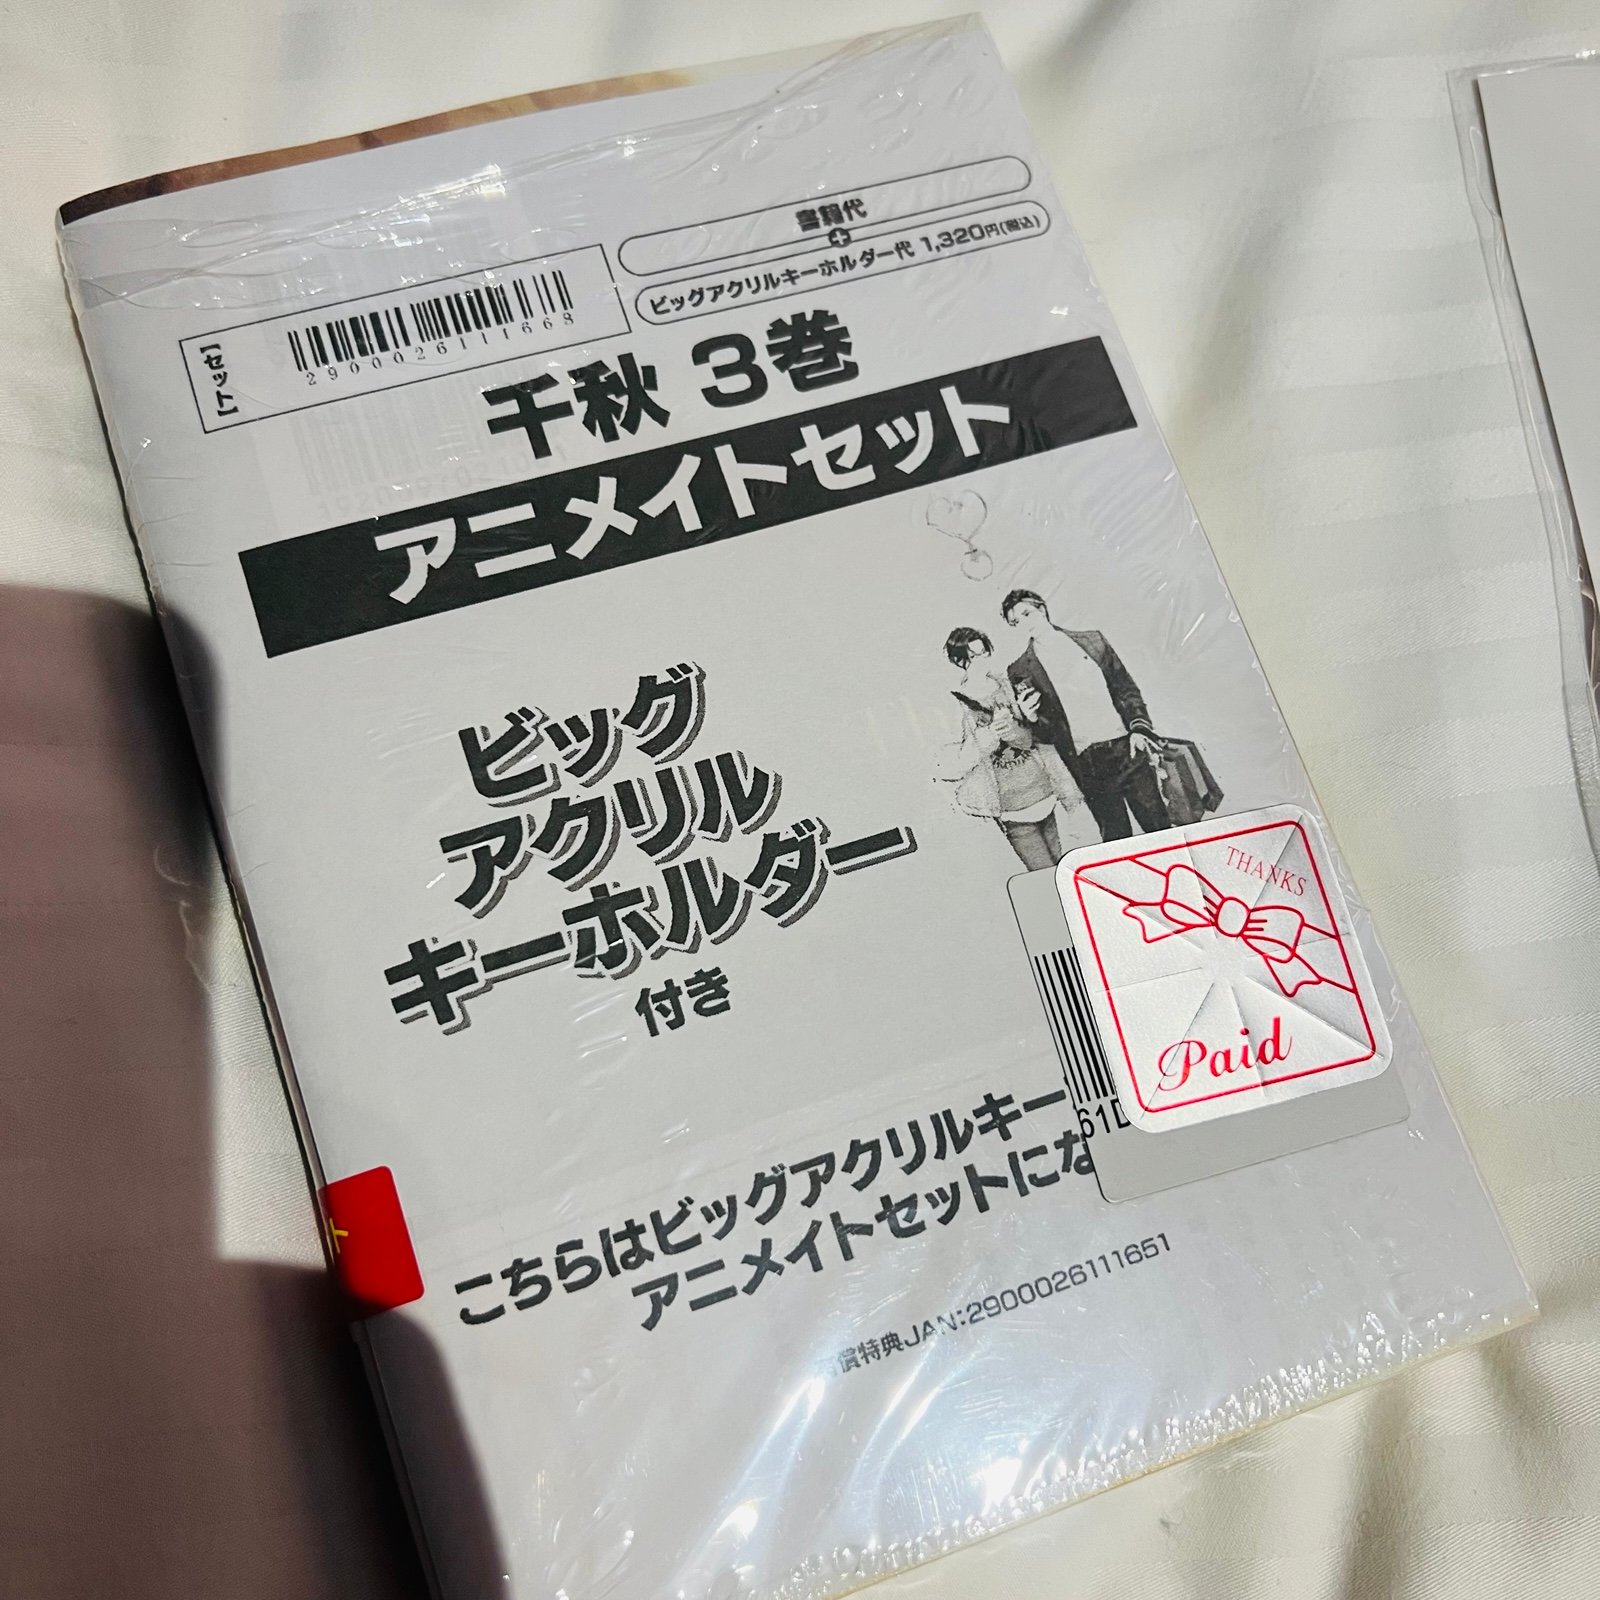 書籍代
+
ビッグアクリルキーホルダー代 1,320円(税込)
【セット】
2900026111668
千秋 3巻
アニメイトセット
ビッグ
アクリル
キーホルダー
付き
THANKS
Paid
61D
こちらはビッグアクリルキー
アニメイトセットにな
償特典JAN:2900026111651